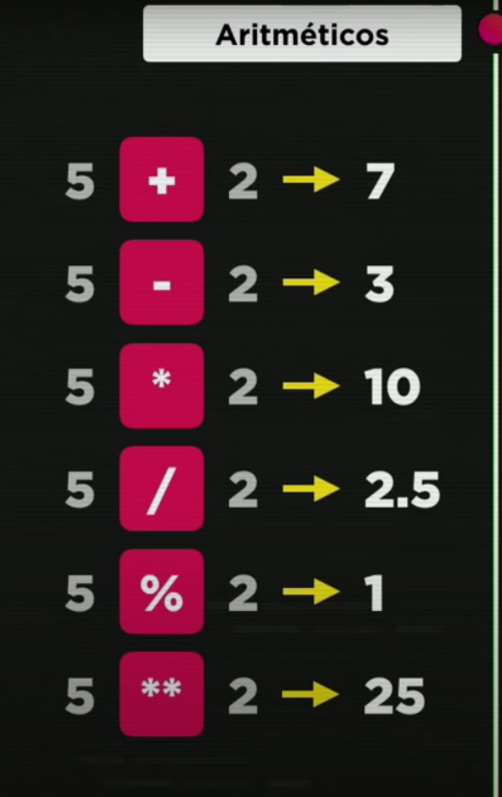 Aritméticos
5 + 2 → 7
5 - 2 → 3
5 * 2 → 10
5 / 2 → 2.5
5 % 2 → 1
5 ** 2 → 25